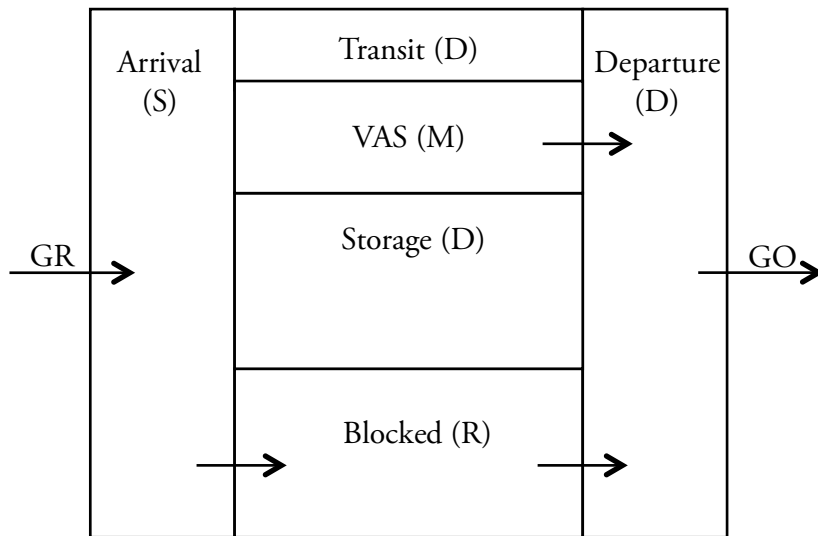 Transit (D)
Arrival
(S)
Departure
(D)
VAS (M)
Storage (D)
GR
GO
Blocked (R)